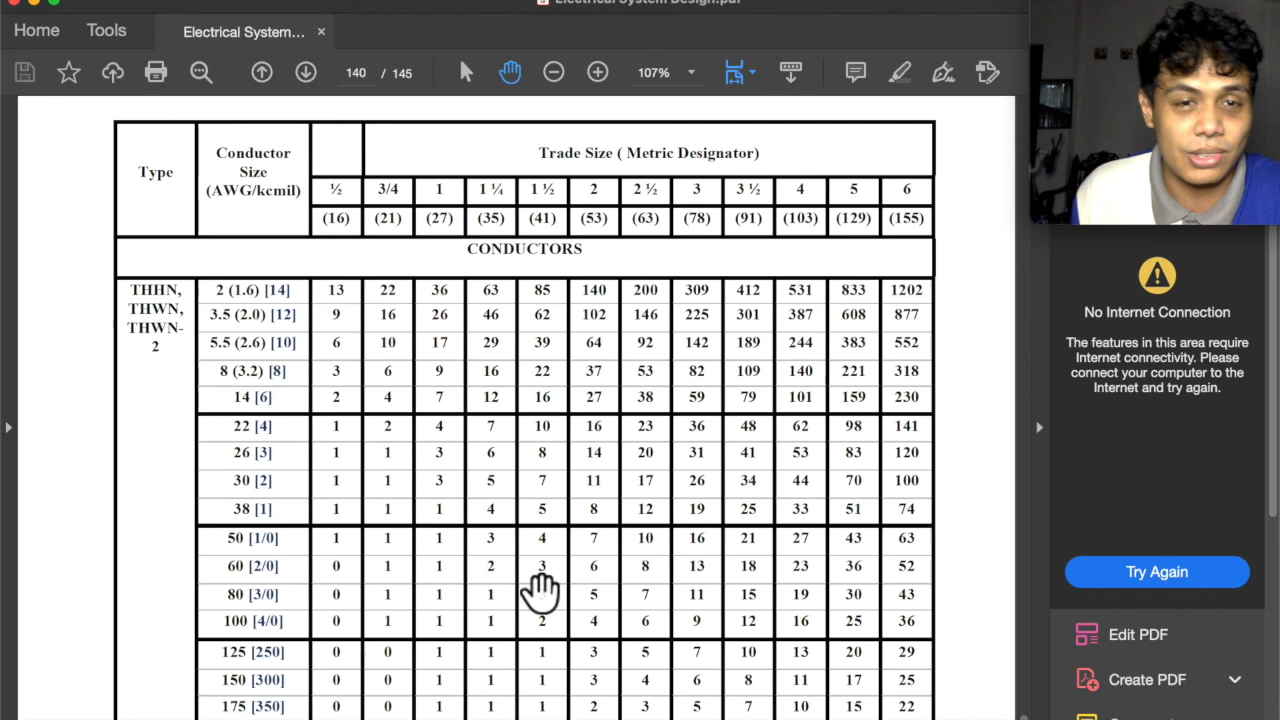 Electrical System Design.pdf
Home Tools Electrical System... ×
140 / 145 107%
Type Conductor Size (AWG/kcmil) Trade Size ( Metric Designator)
½ 3/4 1 1 ¼ 1 ½ 2 2 ½ 3 3 ½ 4 5 6
(16) (21) (27) (35) (41) (53) (63) (78) (91) (103) (129) (155)
CONDUCTORS
THHN, THWN, THWN-2
2 (1.6) [14] 13 22 36 63 85 140 200 309 412 531 833 1202
3.5 (2.0) [12] 9 16 26 46 62 102 146 225 301 387 608 877
5.5 (2.6) [10] 6 10 17 29 39 64 92 142 189 244 383 552
8 (3.2) [8] 3 6 9 16 22 37 53 82 109 140 221 318
14 [6] 2 4 7 12 16 27 38 59 79 101 159 230
22 [4] 1 2 4 7 10 16 23 36 48 62 98 141
26 [3] 1 1 3 6 8 14 20 31 41 53 83 120
30 [2] 1 1 3 5 7 11 17 26 34 44 70 100
38 [1] 1 1 1 4 5 8 12 19 25 33 51 74
50 [1/0] 1 1 1 3 4 7 10 16 21 27 43 63
60 [2/0] 0 1 1 2 3 6 8 13 18 23 36 52
80 [3/0] 0 1 1 1 5 7 11 15 19 30 43
100 [4/0] 0 1 1 1 2 4 6 9 12 16 25 36
125 [250] 0 0 1 1 1 3 5 7 10 13 20 29
150 [300] 0 0 1 1 1 3 4 6 8 11 17 25
175 [350] 0 0 1 1 1 2 3 5 7 10 15 22
No Internet Connection
The features in this area require
Internet connectivity. Please
connect your computer to the
Internet and try again.
Try Again
Edit PDF
Create PDF